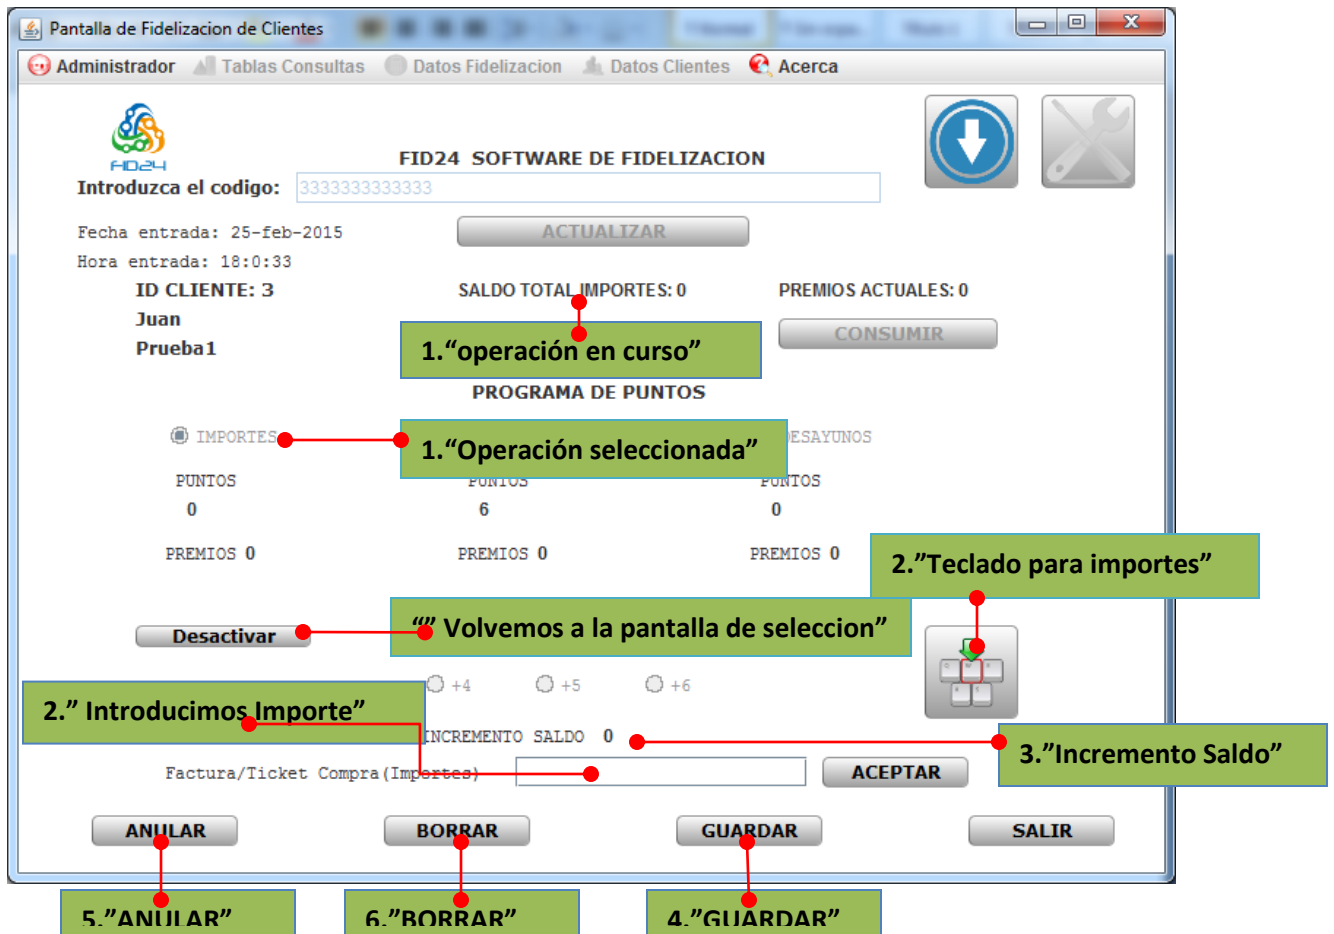 Pantalla de Fidelizacion de Clientes
Administrador Tablas Consultas Datos Fidelizacion Datos Clientes Acerca
FID24
FID24 SOFTWARE DE FIDELIZACION
Introduzca el codigo: 3333333333333
Fecha entrada: 25-feb-2015
ACTUALIZAR
Hora entrada: 18:0:33
ID CLIENTE: 3
SALDO TOTAL IMPORTES: 0
PREMIOS ACTUALES: 0
Juan
Prueba1
1.“operación en curso”
CONSUMIR
PROGRAMA DE PUNTOS
IMPORTES
1.“Operación seleccionada”
DESAYUNOS
PUNTOS PUNTOS PUNTOS
0 6 0
PREMIOS 0 PREMIOS 0 PREMIOS 0
2.”Teclado para importes”
Desactivar
“” Volvemos a la pantalla de seleccion”
+4 +5 +6
2.” Introducimos Importe”
INCREMENTO SALDO 0
3.”Incremento Saldo”
Factura/Ticket Compra(Importes)
ACEPTAR
ANULAR BORRAR GUARDAR SALIR
5.”ANULAR” 6.”BORRAR” 4.”GUARDAR”